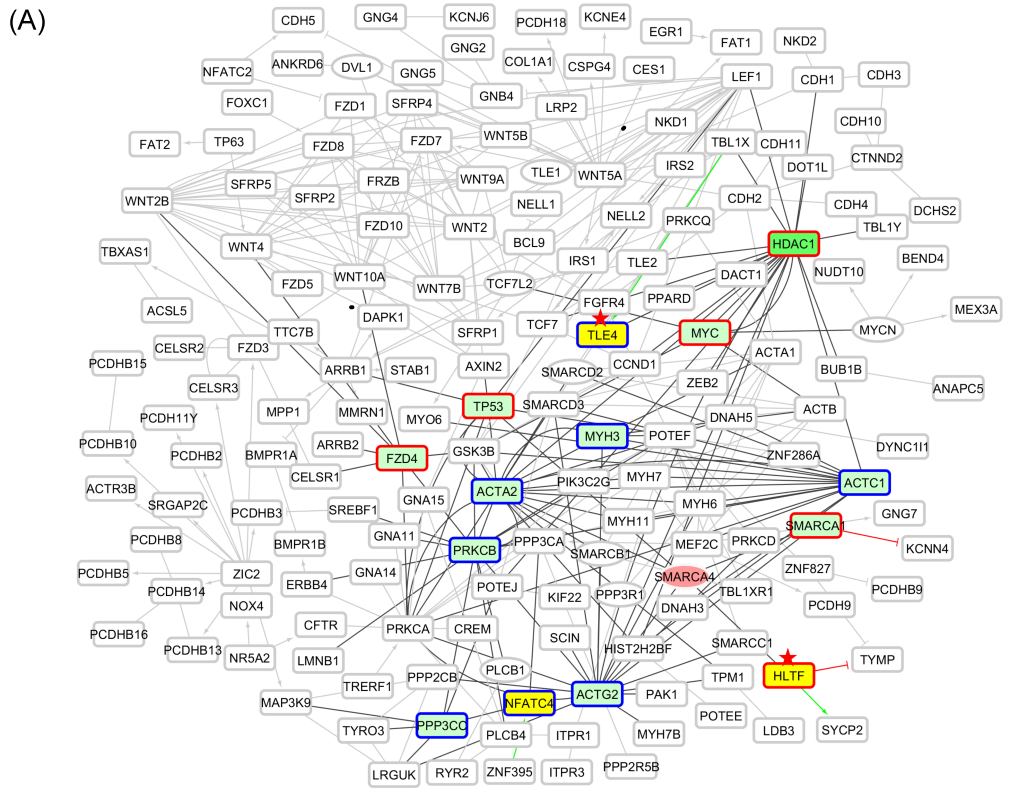 (A)
CDH5
GNG4
KCNJ6
PCDH18
KCNE4
EGR1
FAT1
NKD2
GNG2
NFATC2
ANKRD6
DVL1
GNG5
COL1A1
CSPG4
CES1
LEF1
CDH1
CDH3
FOXC1
FZD1
SFRP4
GNB4
LRP2
NKD1
CDH10
FAT2
TP63
FZD8
FZD7
WNT5B
TBL1X
CDH11
DOT1L
CTNND2
SFRP5
FRZB
WNT9A
TLE1
WNT5A
IRS2
WNT2B
SFRP2
NELL1
CDH2
CDH4
DCHS2
FZD10
WNT2
NELL2
PRKCQ
TBL1Y
TBXAS1
WNT4
BCL9
HDAC1
BEND4
WNT10A
IRS1
TLE2
DACT1
NUDT10
FZD5
WNT7B
TCF7L2
FGFR4
PPARD
ACSL5
DAPK1
MEX3A
TTC7B
SFRP1
TCF7
TLE4
MYC
MYCN
CELSR2
FZD3
PCDHB15
ARRB1
STAB1
AXIN2
SMARCD2
CCND1
ACTA1
BUB1B
CELSR3
ZEB2
ANAPC5
PCDH11Y
MPP1
MMRN1
MYO6
TP53
SMARCD3
DNAH5
ACTB
PCDHB10
ARRB2
MYH3
POTEF
DYNC1I1
PCDHB2
BMPR1A
FZD4
GSK3B
ZNF286A
ACTR3B
CELSR1
ACTA2
PIK3C2G
MYH7
ACTC1
SRGAP2C
GNA15
MYH6
PCDHB3
SREBF1
MYH11
SMARCA1
GNG7
PCDHB8
GNA11
PPP3CA
MEF2C
PRKCD
BMPR1B
PRKCB
SMARCB1
KCNN4
PCDHB5
ZIC2
GNA14
ZNF827
SMARCA4
ERBB4
POTEJ
PCDHB9
PCDHB14
KIF22
PPP3R1
TBL1XR1
NOX4
DNAH3
PCDH9
PCDHB16
CFTR
PRKCA
CREM
SCIN
PCDHB13
NR5A2
LMNB1
HIST2H2BF
SMARCC1
TYMP
PLCB1
HLTF
TRERF1
PPP2CB
TPM1
MAP3K9
NFATC4
ACTG2
PAK1
POTEE
TYRO3
PPP3CC
PLCB4
ITPR1
MYH7B
LDB3
SYCP2
LRGUK
RYR2
ZNF395
ITPR3
PPP2R5B